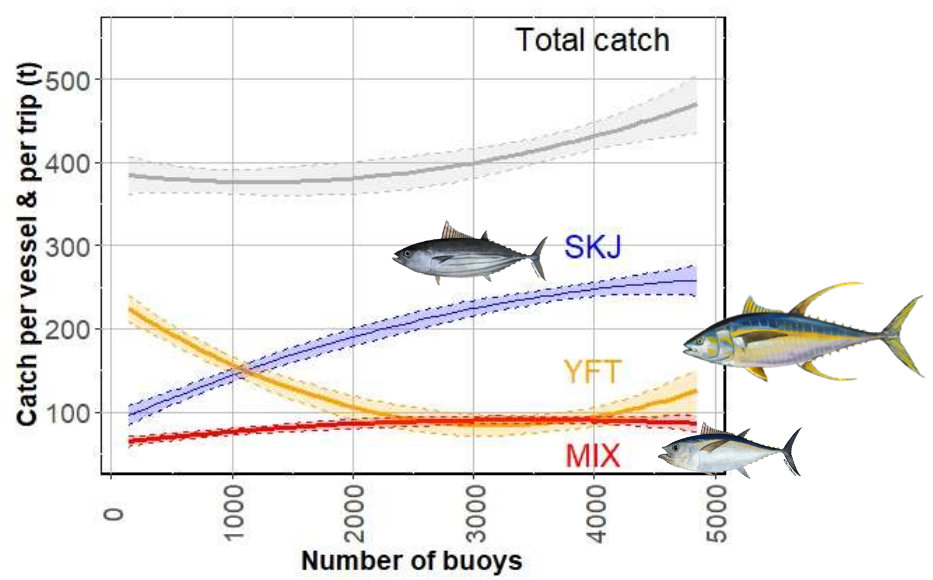 Total catch
Catch per vessel & per trip (t)
500
400
300
200
100
SKJ
YFT
MIX
0
1000
2000
3000
4000
5000
Number of buoys